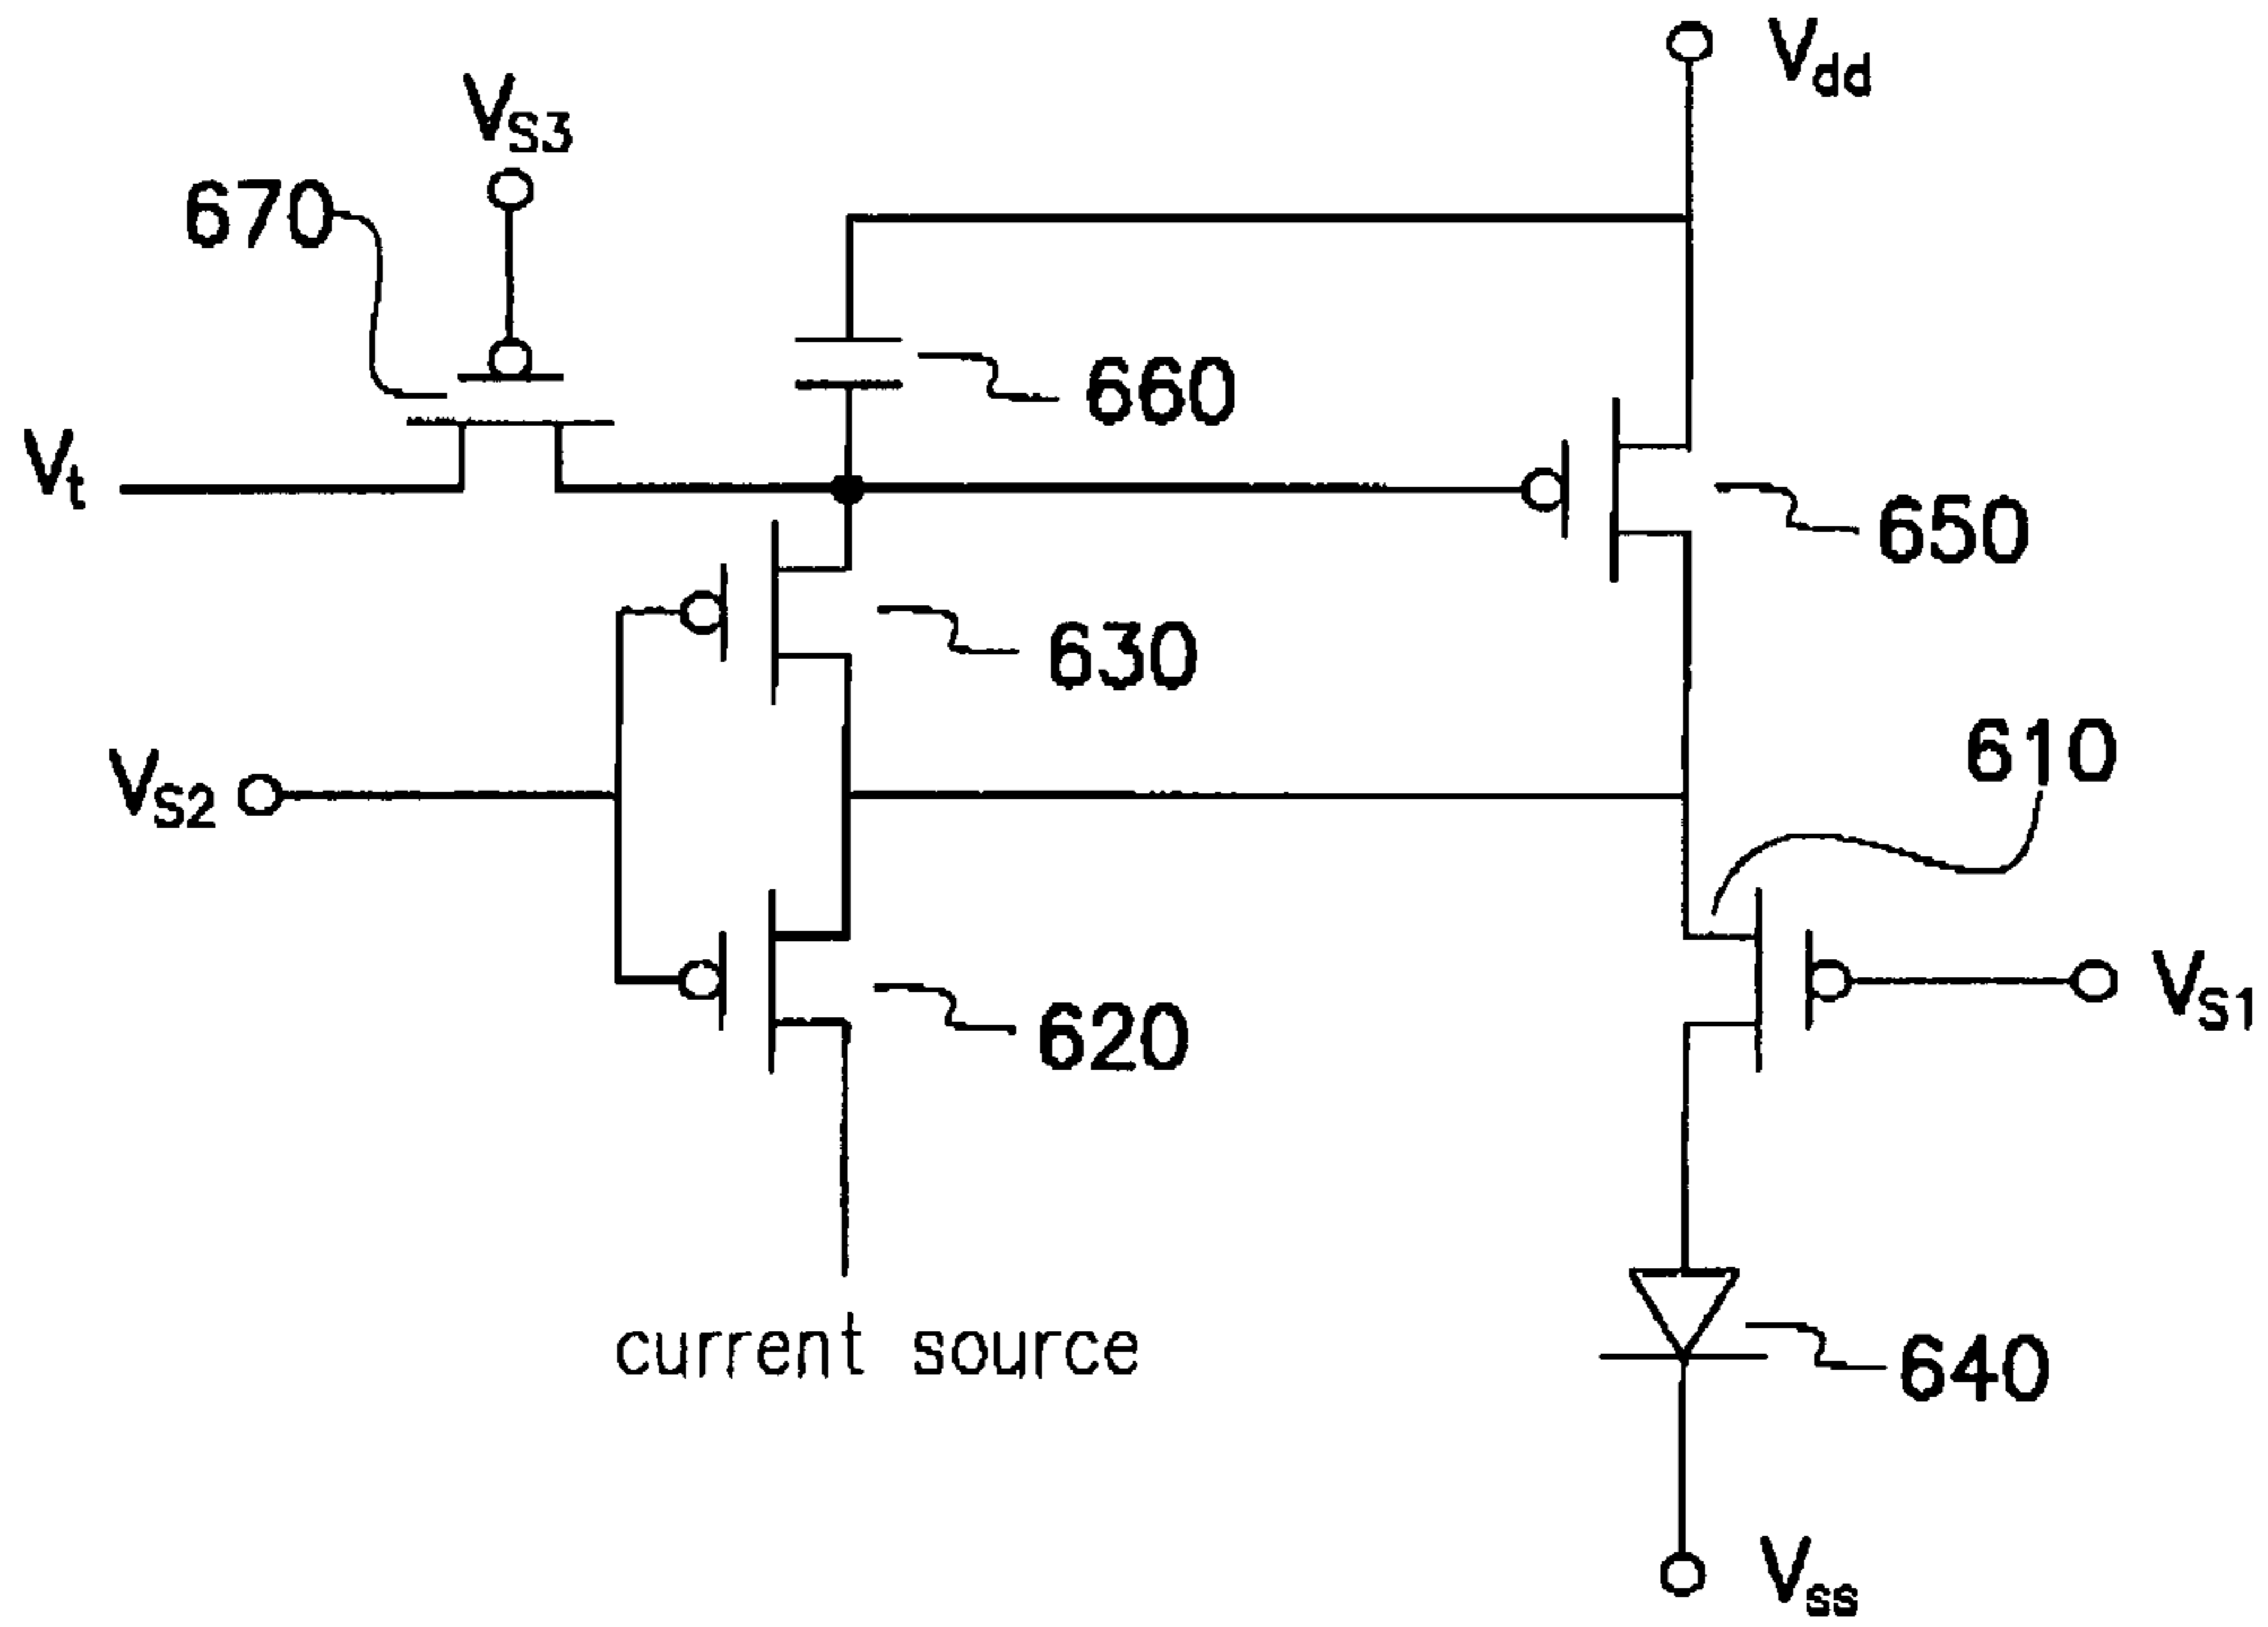 Vdd
VS3
670
660
Vt
650
630
610
VS2
VS1
620
current source
640
Vss